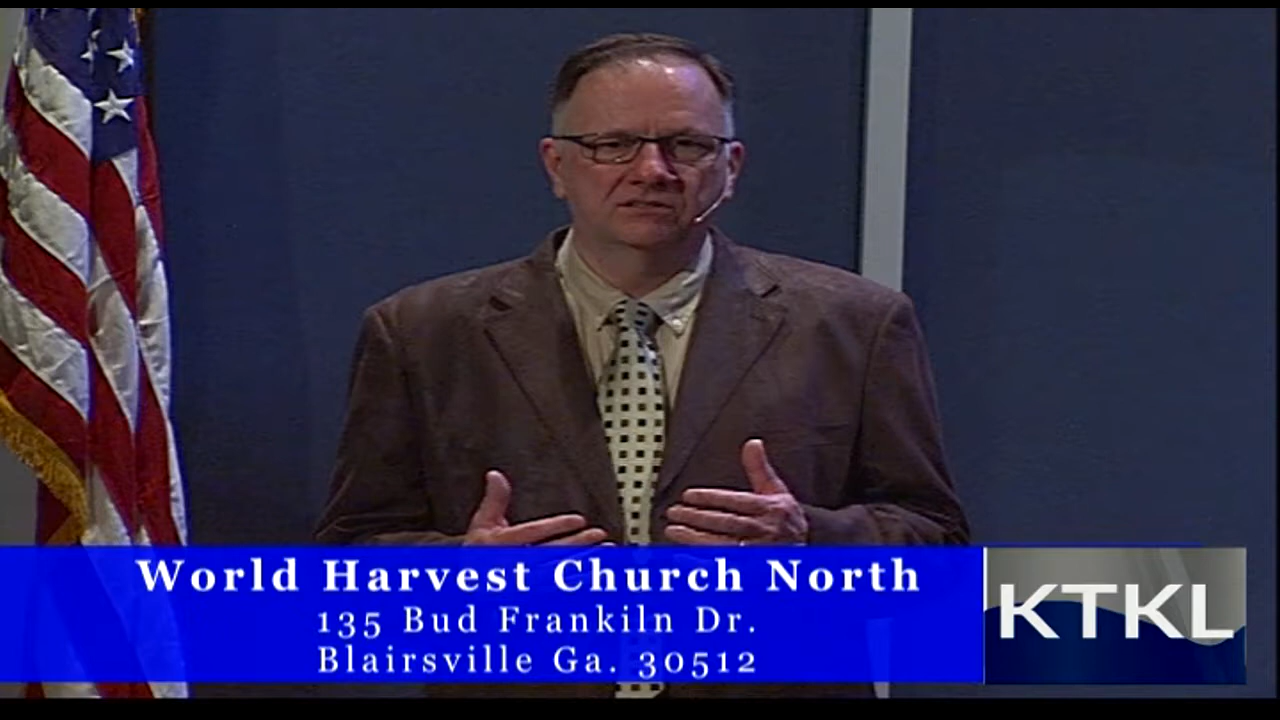 World Harvest Church North
135 Bud Frankiln Dr.
Blairsville Ga. 30512
KTKL